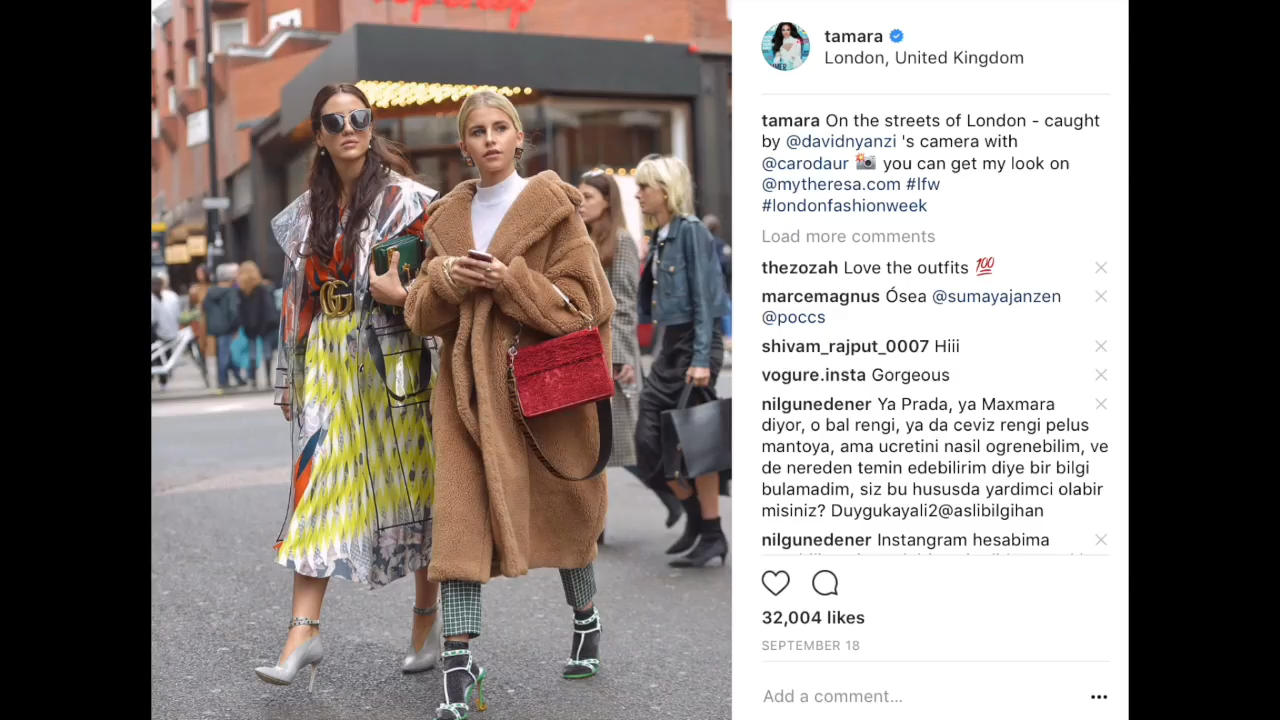 Top Shop
tamara
London, United Kingdom
tamara On the streets of London - caught
by @davidnyanzi 's camera with
@carodaur 📸 you can get my look on
@mytheresa.com #lfw
#londonfashionweek
Load more comments
thezozah Love the outfits 💯
marcemagnus Ósea @sumayajanzen
@poccs
shivam_rajput_0007 Hiii
vogure.insta Gorgeous
nilgunedener Ya Prada, ya Maxmara
diyor, o bal rengi, ya da ceviz rengi pelus
mantoya, ama ucretini nasil ogrenebilim, ve
de nereden temin edebilirim diye bir bilgi
bulamadim, siz bu hususda yardimci olabir
misiniz? Duygukayali2@aslibilgihan
nilgunedener Instangram hesabima
32,004 likes
SEPTEMBER 18
Add a comment...